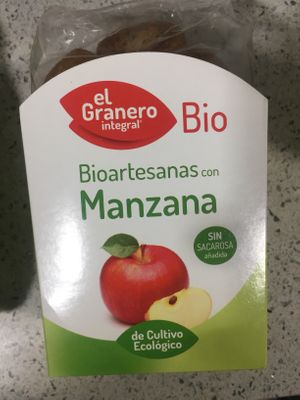 el
Granero
integral®
Bio
Bioartesanas con
Manzana
SIN
SACAROSA
añadida
de Cultivo
Ecológico